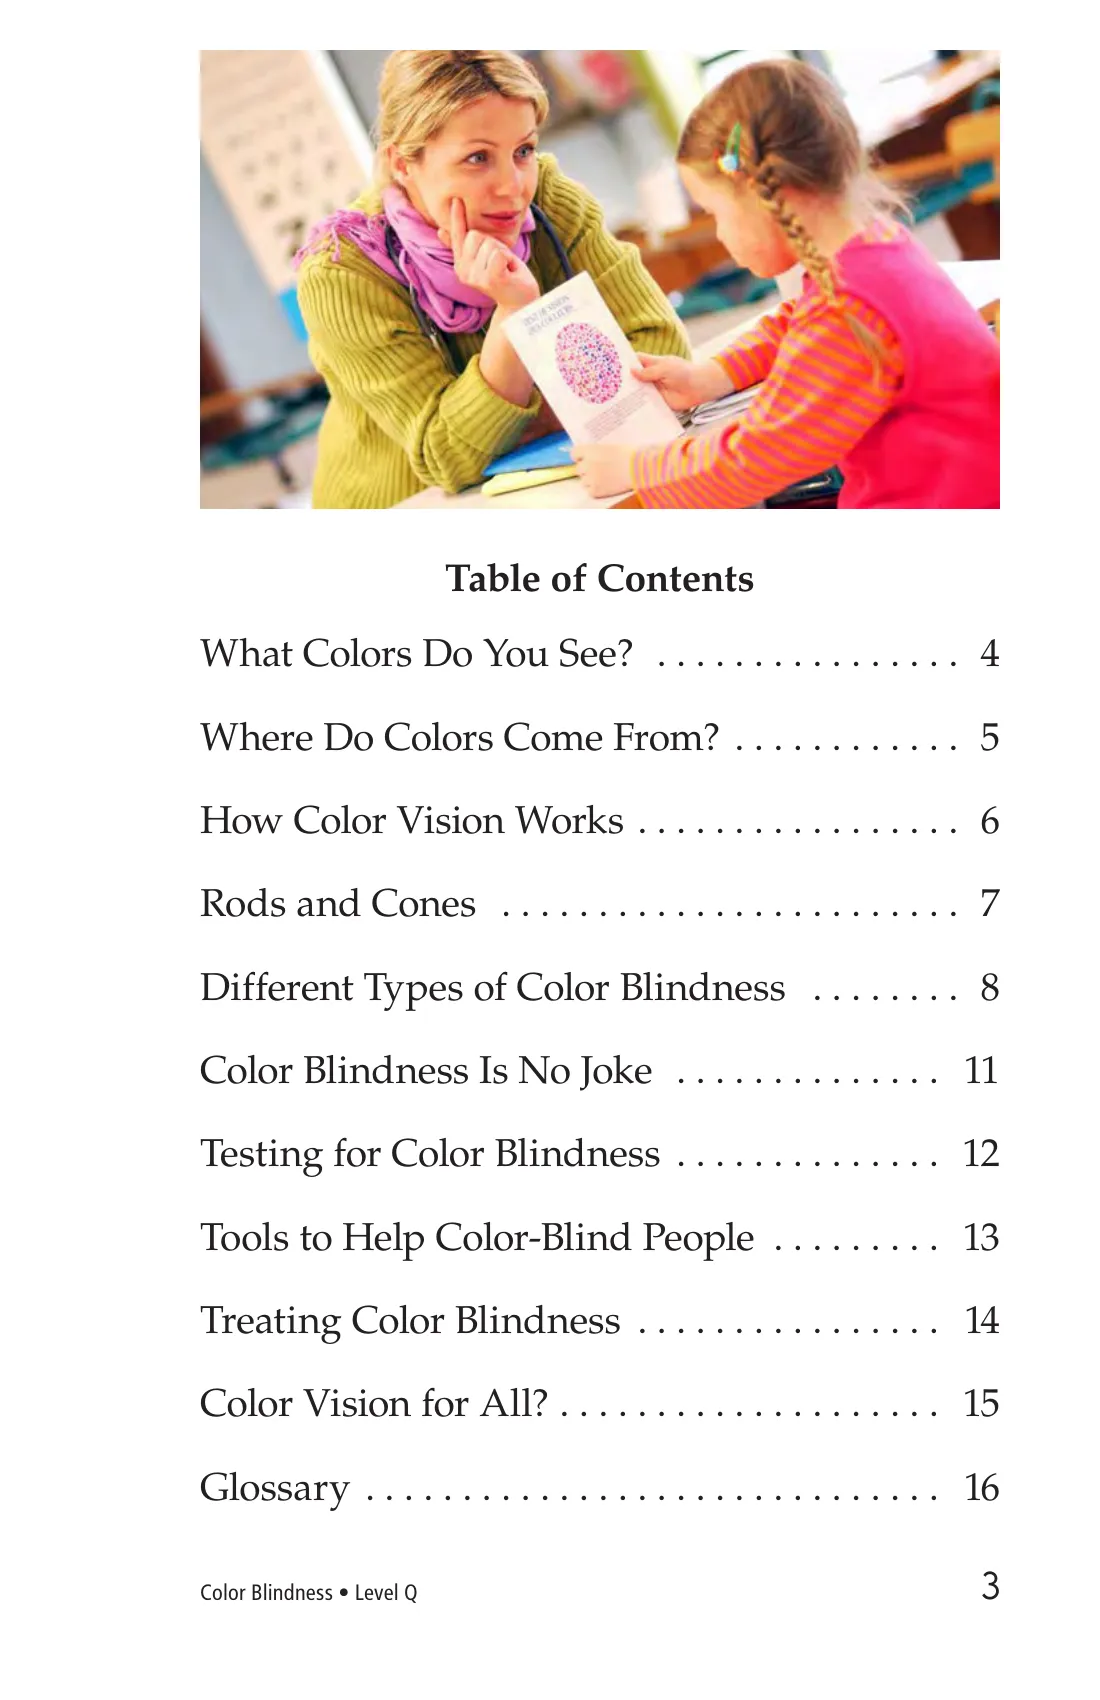 TEST OF VISION
Table of Contents
What Colors Do You See? . . . . . . . . . . . . . . . . 4
Where Do Colors Come From? . . . . . . . . . . . . 5
How Color Vision Works . . . . . . . . . . . . . . . . . 6
Rods and Cones . . . . . . . . . . . . . . . . . . . . . . . . 7
Different Types of Color Blindness . . . . . . . . 8
Color Blindness Is No Joke . . . . . . . . . . . . . . 11
Testing for Color Blindness . . . . . . . . . . . . . . 12
Tools to Help Color-Blind People . . . . . . . . . 13
Treating Color Blindness . . . . . . . . . . . . . . . . 14
Color Vision for All? . . . . . . . . . . . . . . . . . . . . 15
Glossary . . . . . . . . . . . . . . . . . . . . . . . . . . . . . . 16
Color Blindness • Level Q 3